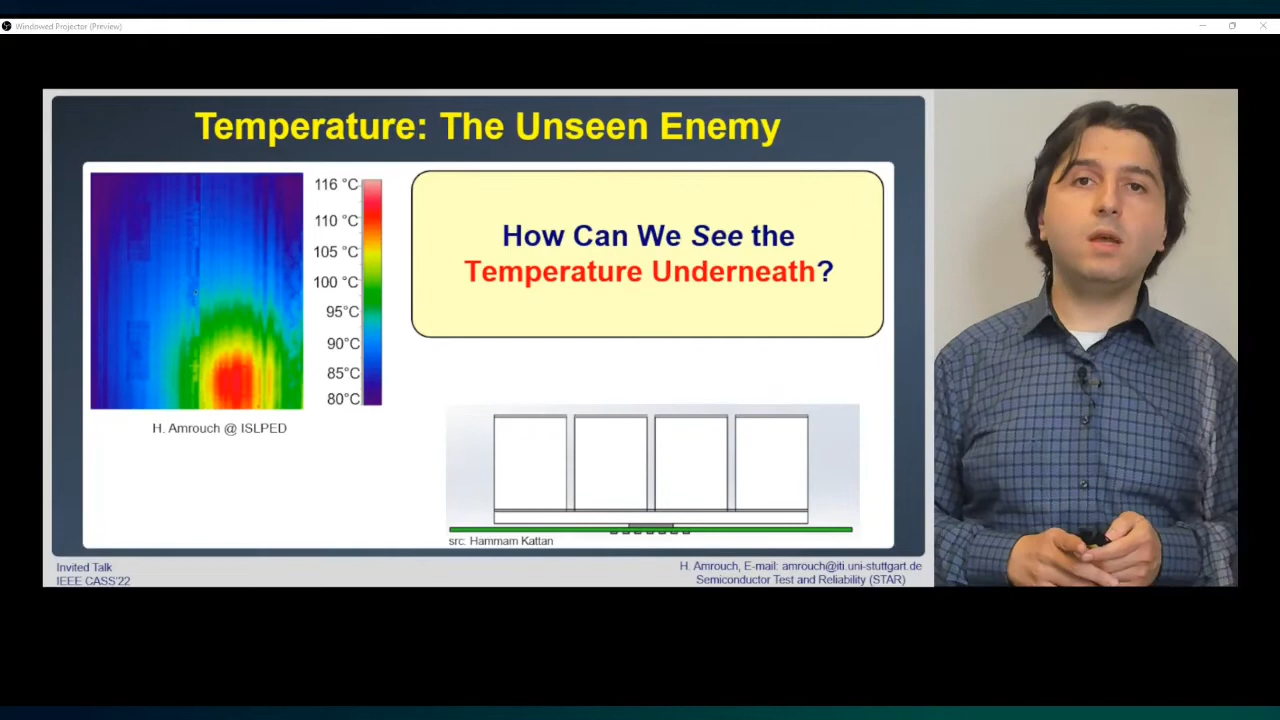 Windowed Projector (Preview)
Temperature: The Unseen Enemy
116 °C
110 °C
105 °C
100 °C
95°C
90°C
85°C
80°C
H. Amrouch @ ISLPED
How Can We See the
Temperature Underneath?
src: Hammam Kattan
Invited Talk
IEEE CASS'22
H. Amrouch, E-mail: amrouch@iti.uni-stuttgart.de
Semiconductor Test and Reliability (STAR)